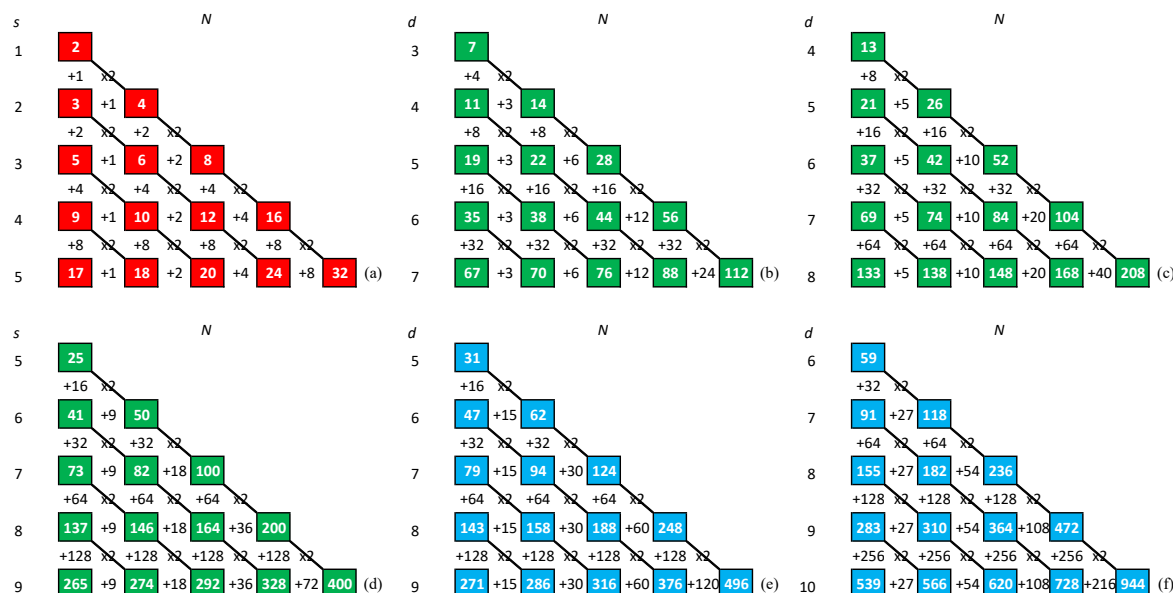 s N d N d N
1 2 3 7 4 13
+1 x2 +4 x2 +8 x2
2 3 +1 4 4 11 +3 14 5 21 +5 26
+2 x2 +2 x2 +8 x2 +8 x2 +16 x2 +16 x2
3 5 +1 6 +2 8 5 19 +3 22 +6 28 6 37 +5 42 +10 52
+4 x2 +4 x2 +4 x2 +16 x2 +16 x2 +16 x2 +32 x2 +32 x2 +32 x2
4 9 +1 10 +2 12 +4 16 6 35 +3 38 +6 44 +12 56 7 69 +5 74 +10 84 +20 104
+8 x2 +8 x2 +8 x2 +8 x2 +32 x2 +32 x2 +32 x2 +32 x2 +64 x2 +64 x2 +64 x2 +64 x2
5 17 +1 18 +2 20 +4 24 +8 32 (a) 7 67 +3 70 +6 76 +12 88 +24 112 (b) 8 133 +5 138 +10 148 +20 168 +40 208 (c)
s N d N d N
5 25 5 31 6 59
+16 x2 +16 x2 +32 x2
6 41 +9 50 6 47 +15 62 7 91 +27 118
+32 x2 +32 x2 +32 x2 +32 x2 +64 x2 +64 x2
7 73 +9 82 +18 100 7 79 +15 94 +30 124 8 155 +27 182 +54 236
+64 x2 +64 x2 +64 x2 +64 x2 +64 x2 +64 x2 +128 x2 +128 x2 +128 x2
8 137 +9 146 +18 164 +36 200 8 143 +15 158 +30 188 +60 248 9 283 +27 310 +54 364 +108 472
+128 x2 +128 x2 +128 x2 +128 x2 +128 x2 +128 x2 +128 x2 +128 x2 +256 x2 +256 x2 +256 x2 +256 x2
9 265 +9 274 +18 292 +36 328 +72 400 (d) 9 271 +15 286 +30 316 +60 376 +120 496 (e) 10 539 +27 566 +54 620 +108 728 +216 944 (f)